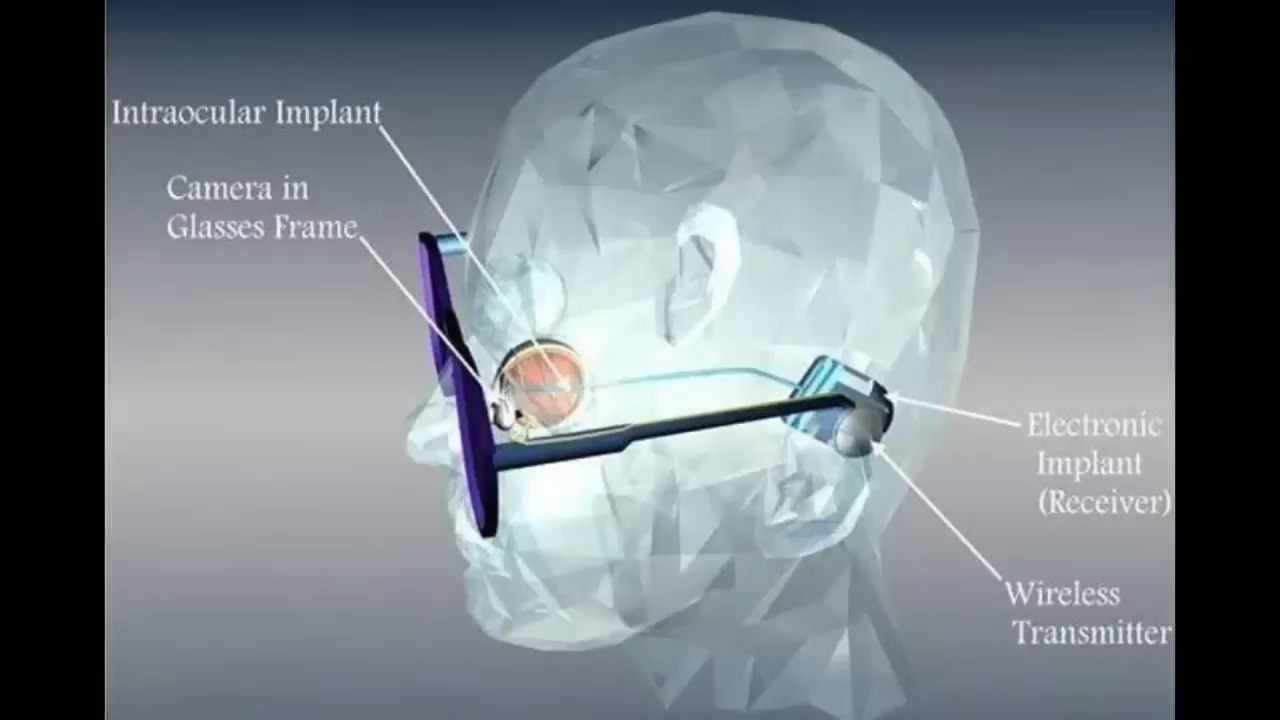 Intraocular Implant
Camera in
Glasses Frame
Electronic
Implant
(Receiver)
Wireless
Transmitter